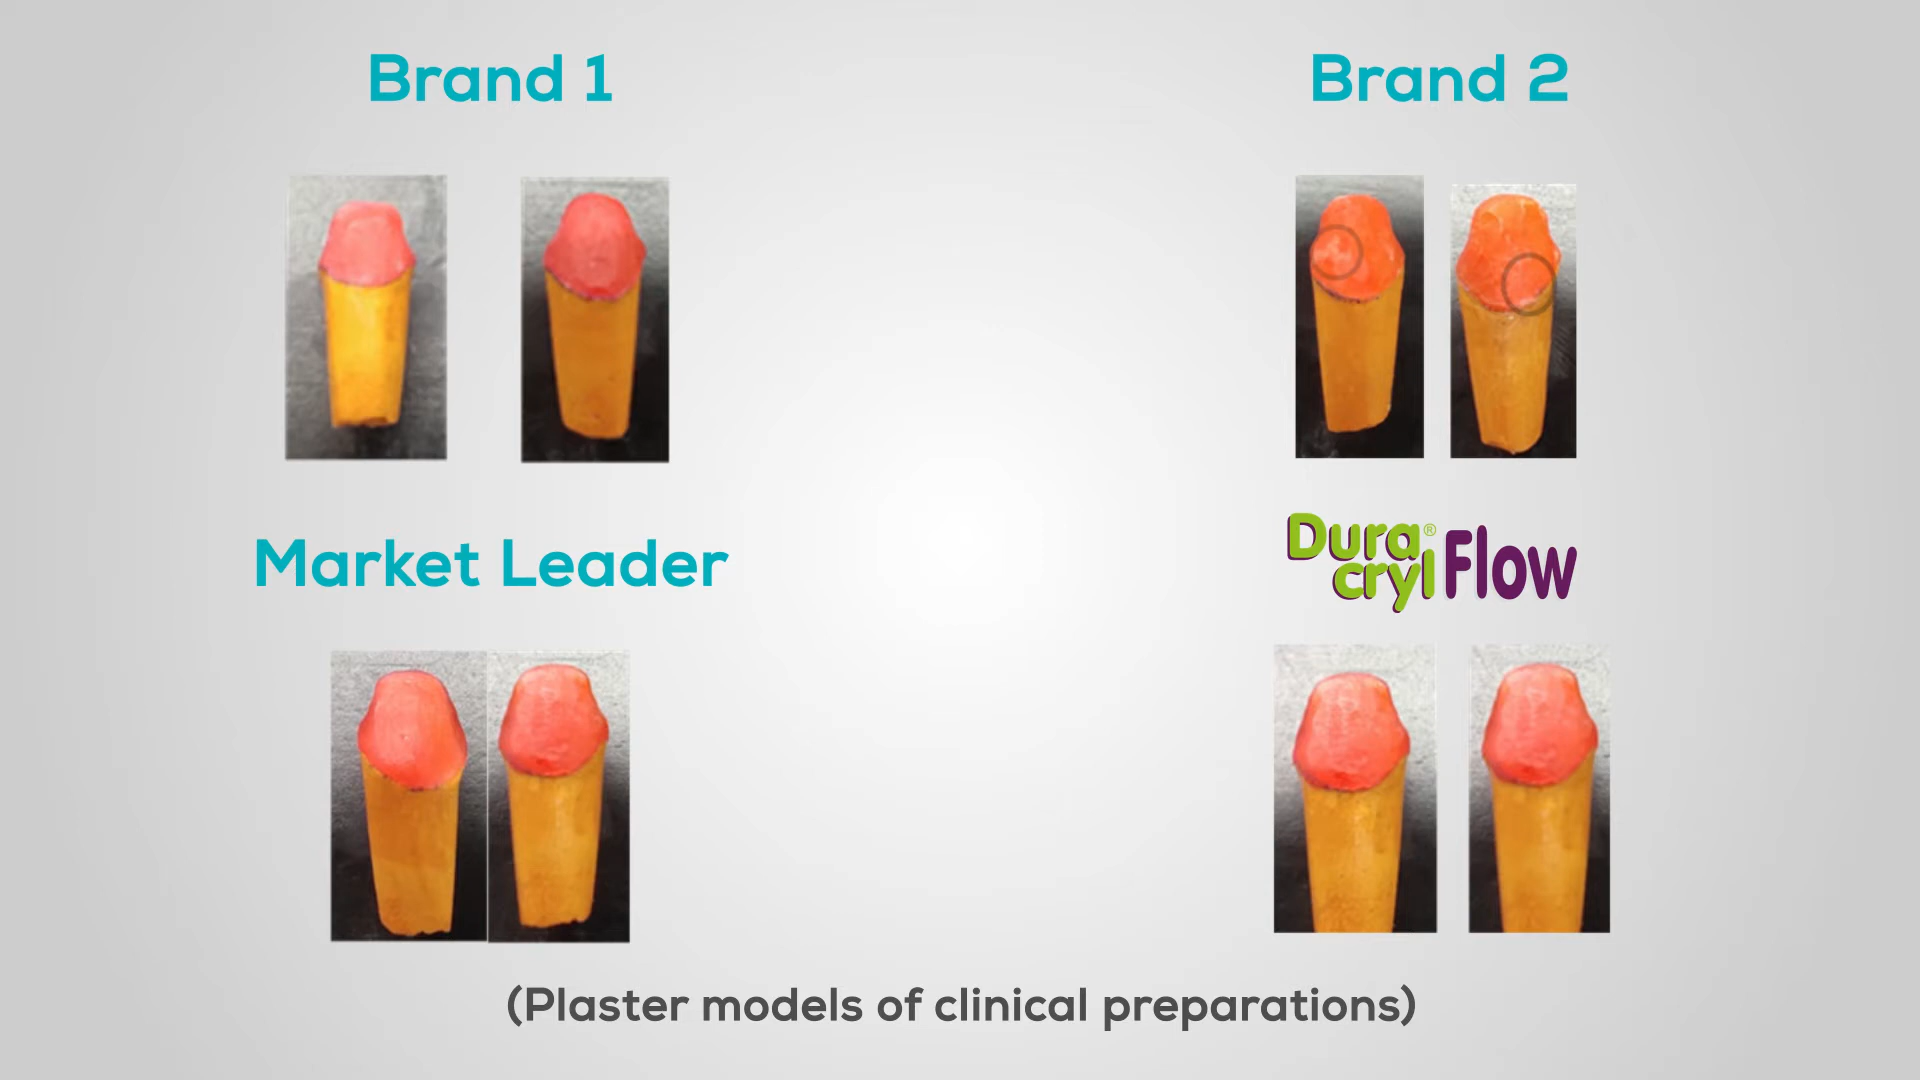 Brand 1
Brand 2
Market Leader
Dura®
cryl Flow
(Plaster models of clinical preparations)